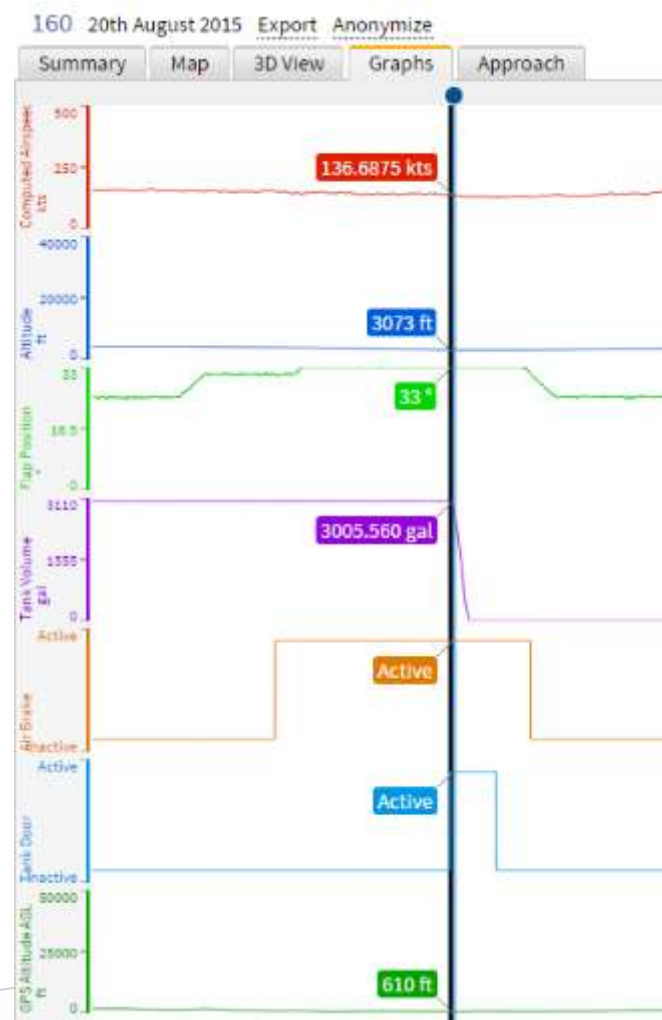 160 20th August 2015 Export Anonymize
Summary Map 3D View Graphs Approach
Computed Airspeed
kts
500
250
0
136.6875 kts
Altitude
ft
40000
20000
0
3073 ft
Flap Position
°
33
16.5
0
33 °
Tank Volume
gal
3110
1555
0
3005.560 gal
Air Brake
Active
Inactive
Active
Tank Door
Active
Inactive
Active
GPS Altitude AGL
ft
50000
25000
0
610 ft